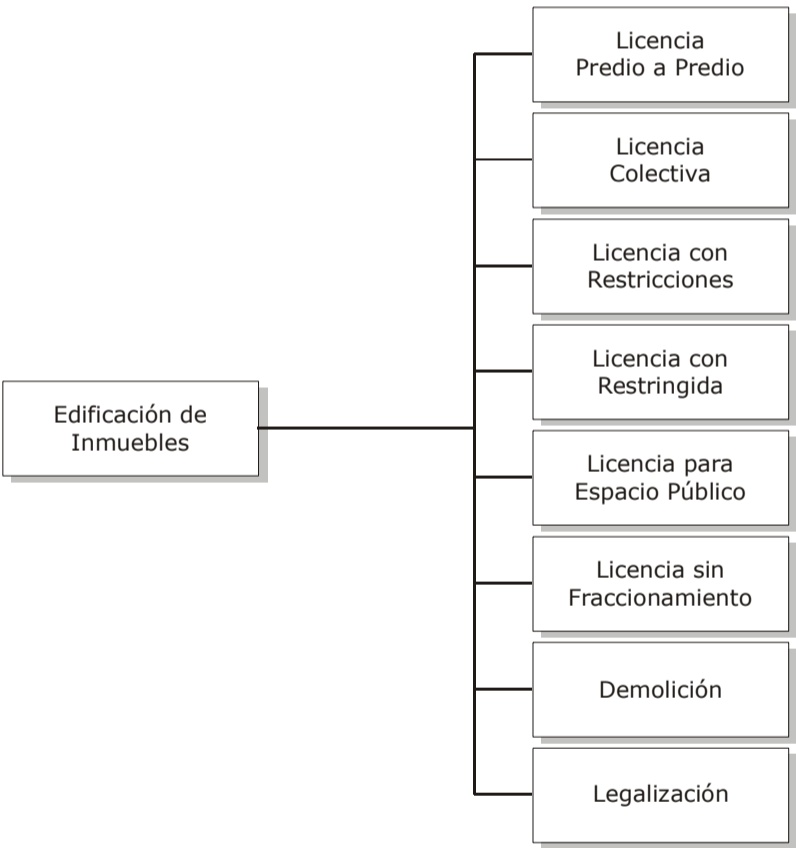 Licencia
Predio a Predio
Licencia
Colectiva
Licencia con
Restricciones
Licencia con
Restringida
Edificación de
Inmuebles
Licencia para
Espacio Público
Licencia sin
Fraccionamiento
Demolición
Legalización